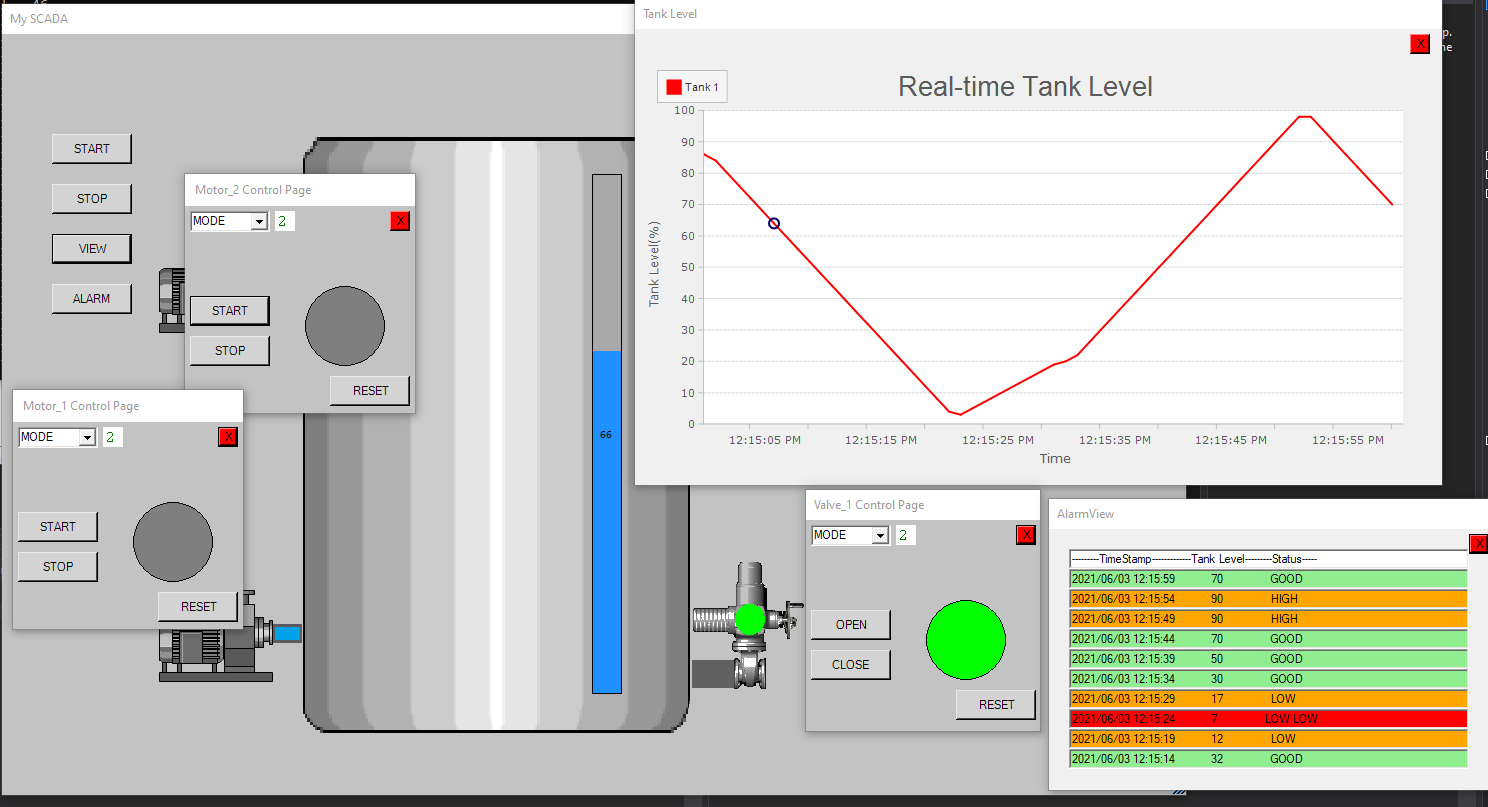 My SCADA
START
STOP
VIEW
ALARM
Motor_2 Control Page
MODE 2 X
START
STOP
RESET
Motor_1 Control Page
MODE 2 X
START
STOP
RESET
66
Tank Level
X
Tank 1
Real-time Tank Level
100
90
80
70
60
50
40
30
20
10
0
Tank Level(%)
12:15:05 PM 12:15:15 PM 12:15:25 PM 12:15:35 PM 12:15:45 PM 12:15:55 PM
Time
Valve_1 Control Page
MODE 2 X
OPEN
CLOSE
RESET
AlarmView
X
---------TimeStamp-------------Tank Level---------Status-----
2021/06/03 12:15:59 70 GOOD
2021/06/03 12:15:54 90 HIGH
2021/06/03 12:15:49 90 HIGH
2021/06/03 12:15:44 70 GOOD
2021/06/03 12:15:39 50 GOOD
2021/06/03 12:15:34 30 GOOD
2021/06/03 12:15:29 17 LOW
2021/06/03 12:15:24 7 LOW LOW
2021/06/03 12:15:19 12 LOW
2021/06/03 12:15:14 32 GOOD